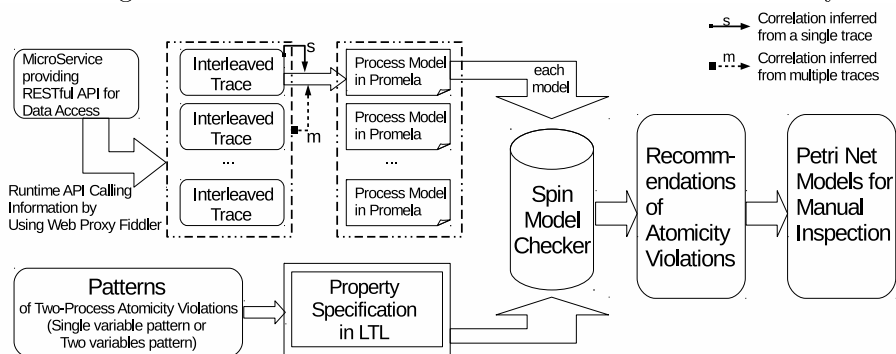 s
Correlation inferred
from a single trace
m
Correlation inferred
from multiple traces
MicroService
providing
RESTful API for
Data Access
Runtime API Calling
Information by
Using Web Proxy Fiddler
Interleaved
Trace
Interleaved
Trace
...
Interleaved
Trace
s
m
Process Model
in Promela
Process Model
in Promela
...
Process Model
in Promela
each
model
Spin
Model
Checker
Recomm-
endations
of
Atomicity
Violations
Petri Net
Models for
Manual
Inspection
Patterns
of Two-Process Atomicity Violations
(Single variable pattern or
Two variables pattern)
Property
Specification
in LTL